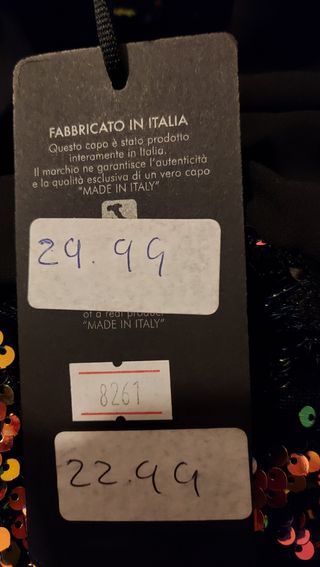 FABBRICATO IN ITALIA
Questo capo è stato prodotto
interamente in Italia.
Il marchio ne garantisce l'autenticità
e la qualità esclusiva di un vero capo
"MADE IN ITALY"
29.99
of a real product
"MADE IN ITALY"
8261
22.99